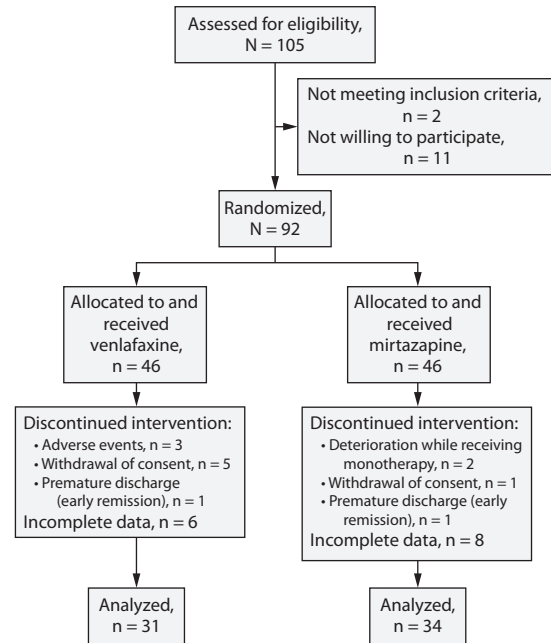 Assessed for eligibility,
N = 105
Not meeting inclusion criteria,
n = 2
Not willing to participate,
n = 11
Randomized,
N = 92
Allocated to and
received
venlafaxine,
n = 46
Allocated to and
received
mirtazapine,
n = 46
Discontinued intervention:
• Adverse events, n = 3
• Withdrawal of consent, n = 5
• Premature discharge
(early remission), n = 1
Incomplete data, n = 6
Discontinued intervention:
• Deterioration while receiving
monotherapy, n = 2
• Withdrawal of consent, n = 1
• Premature discharge (early
remission), n = 1
Incomplete data, n = 8
Analyzed,
n = 31
Analyzed,
n = 34